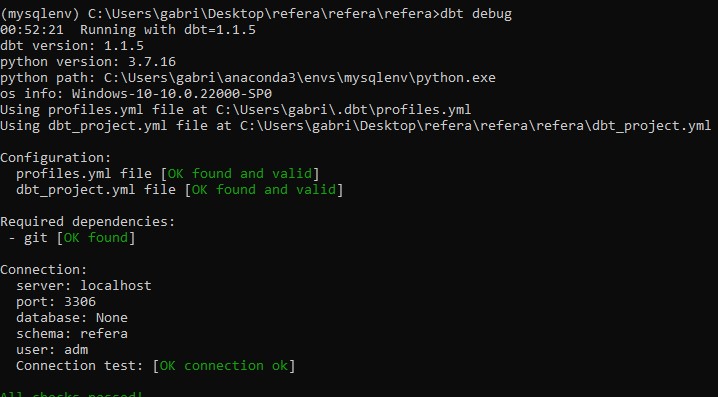 (mysqlenv) C:\Users\gabri\Desktop\refera\refera\refera>dbt debug
00:52:21  Running with dbt=1.1.5
dbt version: 1.1.5
python version: 3.7.16
python path: C:\Users\gabri\anaconda3\envs\mysqlenv\python.exe
os info: Windows-10-10.0.22000-SP0
Using profiles.yml file at C:\Users\gabri\.dbt\profiles.yml
Using dbt_project.yml file at C:\Users\gabri\Desktop\refera\refera\refera\dbt_project.yml
Configuration:
profiles.yml file [OK found and valid]
dbt_project.yml file [OK found and valid]
Required dependencies:
- git [OK found]
Connection:
server: localhost
port: 3306
database: None
schema: refera
user: adm
Connection test: [OK connection ok]
All checks passed!